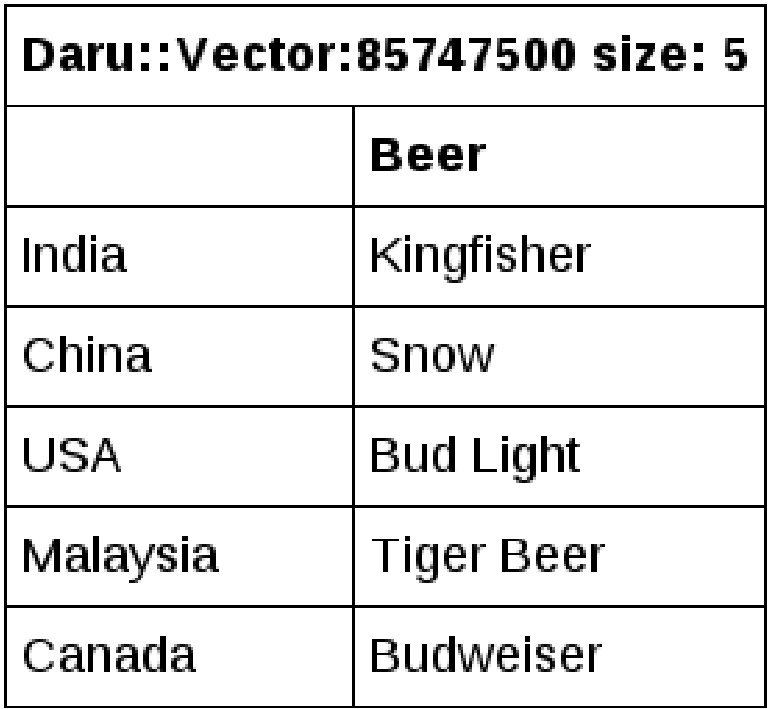 Daru::Vector:85747500 size: 5
Beer
India Kingfisher
China Snow
USA Bud Light
Malaysia Tiger Beer
Canada Budweiser